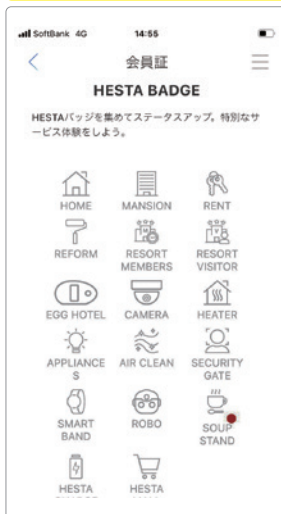 SoftBank 4G 14:55
会員証
HESTA BADGE
HESTAバッジを集めてステータスアップ。特別なサ
ービス体験をしよう。
HOME MANSION RENT
REFORM RESORT MEMBERS RESORT VISITOR
EGG HOTEL CAMERA HEATER
APPLIANCE
S AIR CLEAN SECURITY GATE
SMART BAND ROBO SOUP STAND
HESTA HESTA